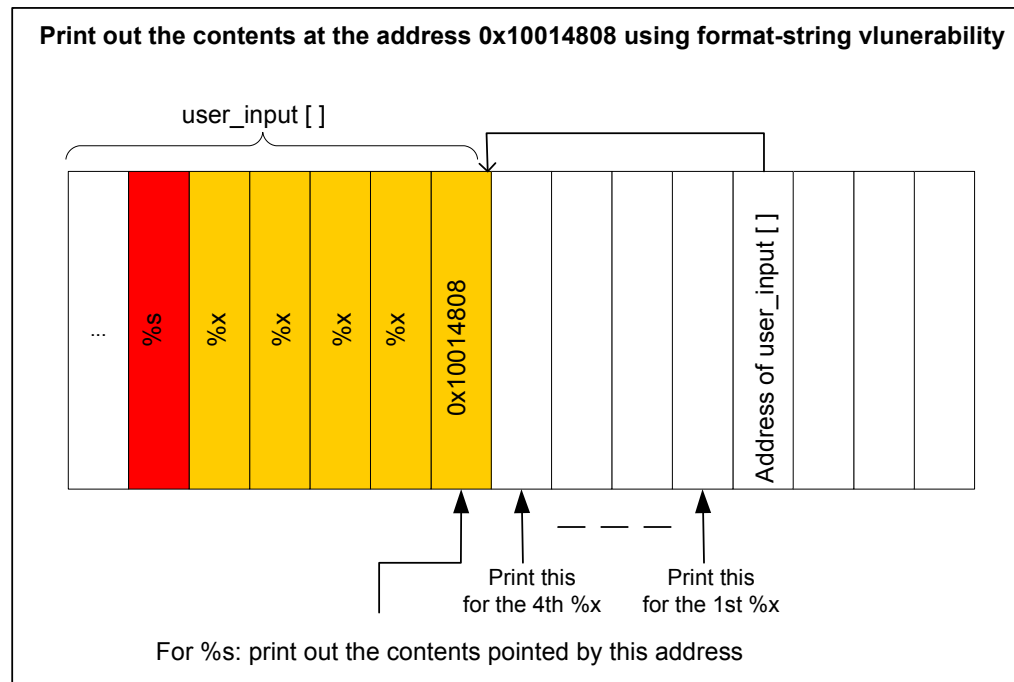 Print out the contents at the address 0x10014808 using format-string vlunerability
user_input [ ]
...
%s
%x
%x
%x
%x
0x10014808
Address of user_input [ ]
Print this
for the 4th %x
Print this
for the 1st %x
For %s: print out the contents pointed by this address